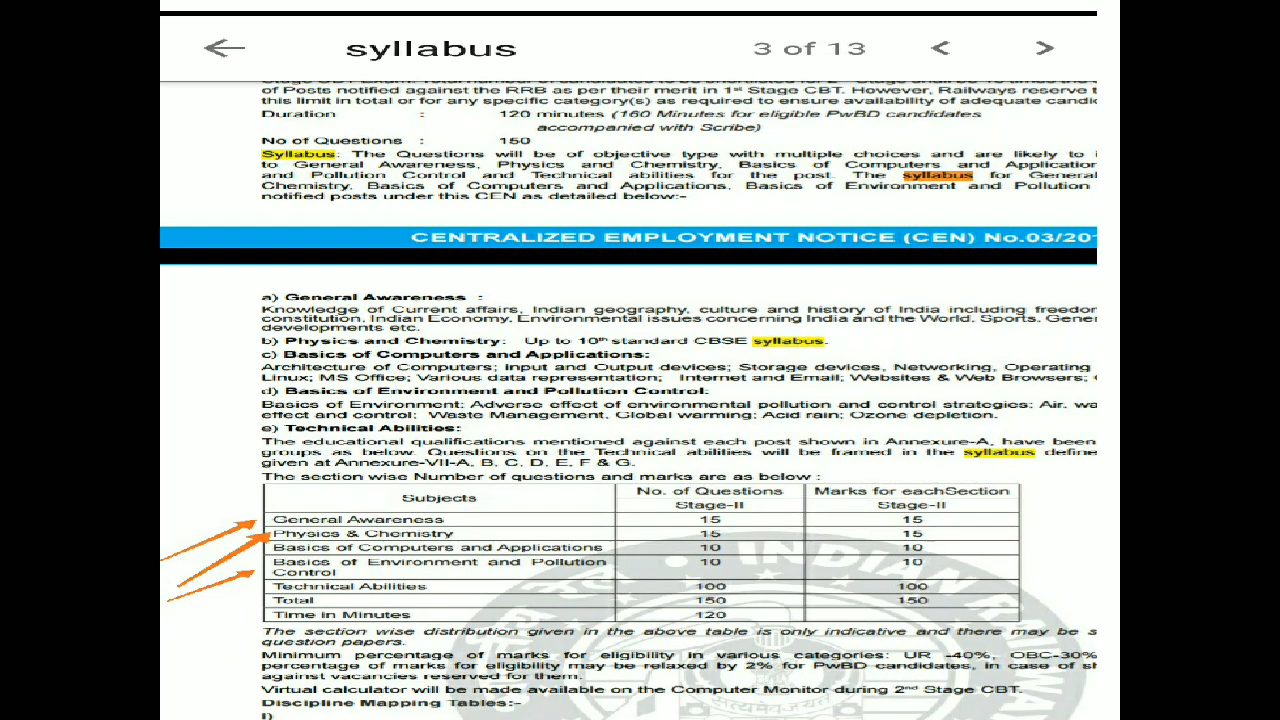 syllabus
3 of 13
of Posts notified against the RRB as per their merit in 1st Stage CBT. However, Railways reserve t
this limit in total or for any specific category(s) as required to ensure availability of adequate candi
Duration : 120 minutes (160 Minutes for eligible PwBD candidates
accompanied with Scribe)
No of Questions : 150
Syllabus: The Questions will be of objective type with multiple choices and are likely to i
to General Awareness, Physics and Chemistry, Basics of Computers and Application
and Pollution Control and Technical abilities for the post. The syllabus for General
Chemistry, Basics of Computers and Applications, Basics of Environment and Pollution
notified posts under this CEN as detailed below:-
CENTRALIZED EMPLOYMENT NOTICE (CEN) No.03/201
a) General Awareness :
Knowledge of Current affairs, Indian geography, culture and history of India including freedom
constitution, Indian Economy, Environmental issues concerning India and the World, Sports, Gener
developments etc.
b) Physics and Chemistry: Up to 10th standard CBSE syllabus.
c) Basics of Computers and Applications:
Architecture of Computers; input and Output devices; Storage devices, Networking, Operating
Linux; MS Office; Various data representation; Internet and Email; Websites & Web Browsers; C
d) Basics of Environment and Pollution Control:
Basics of Environment; Adverse effect of environmental pollution and control strategies; Air, wa
effect and control; Waste Management, Global warming; Acid rain; Ozone depletion.
e) Technical Abilities:
The educational qualifications mentioned against each post shown in Annexure-A, have been
groups as below. Questions on the Technical abilities will be framed in the syllabus define
given at Annexure-VII-A, B, C, D, E, F & G.
The section wise Number of questions and marks are as below :
Subjects No. of Questions Marks for eachSection
Stage-II Stage-II
General Awareness 15 15
Physics & Chemistry 15 15
Basics of Computers and Applications 10 10
Basics of Environment and Pollution 10 10
Control
Technical Abilities 100 100
Total 150 150
Time in Minutes 120
INDIAN RAILWAY
The section wise distribution given in the above table is only indicative and there may be s
question papers.
Minimum percentage of marks for eligibility in various categories: UR -40%, OBC-30%
percentage of marks for eligibility may be relaxed by 2% for PwBD candidates, in case of sh
against vacancies reserved for them.
Virtual calculator will be made available on the Computer Monitor during 2nd Stage CBT.
सत्यमेव जयते
Discipline Mapping Tables:-
I)